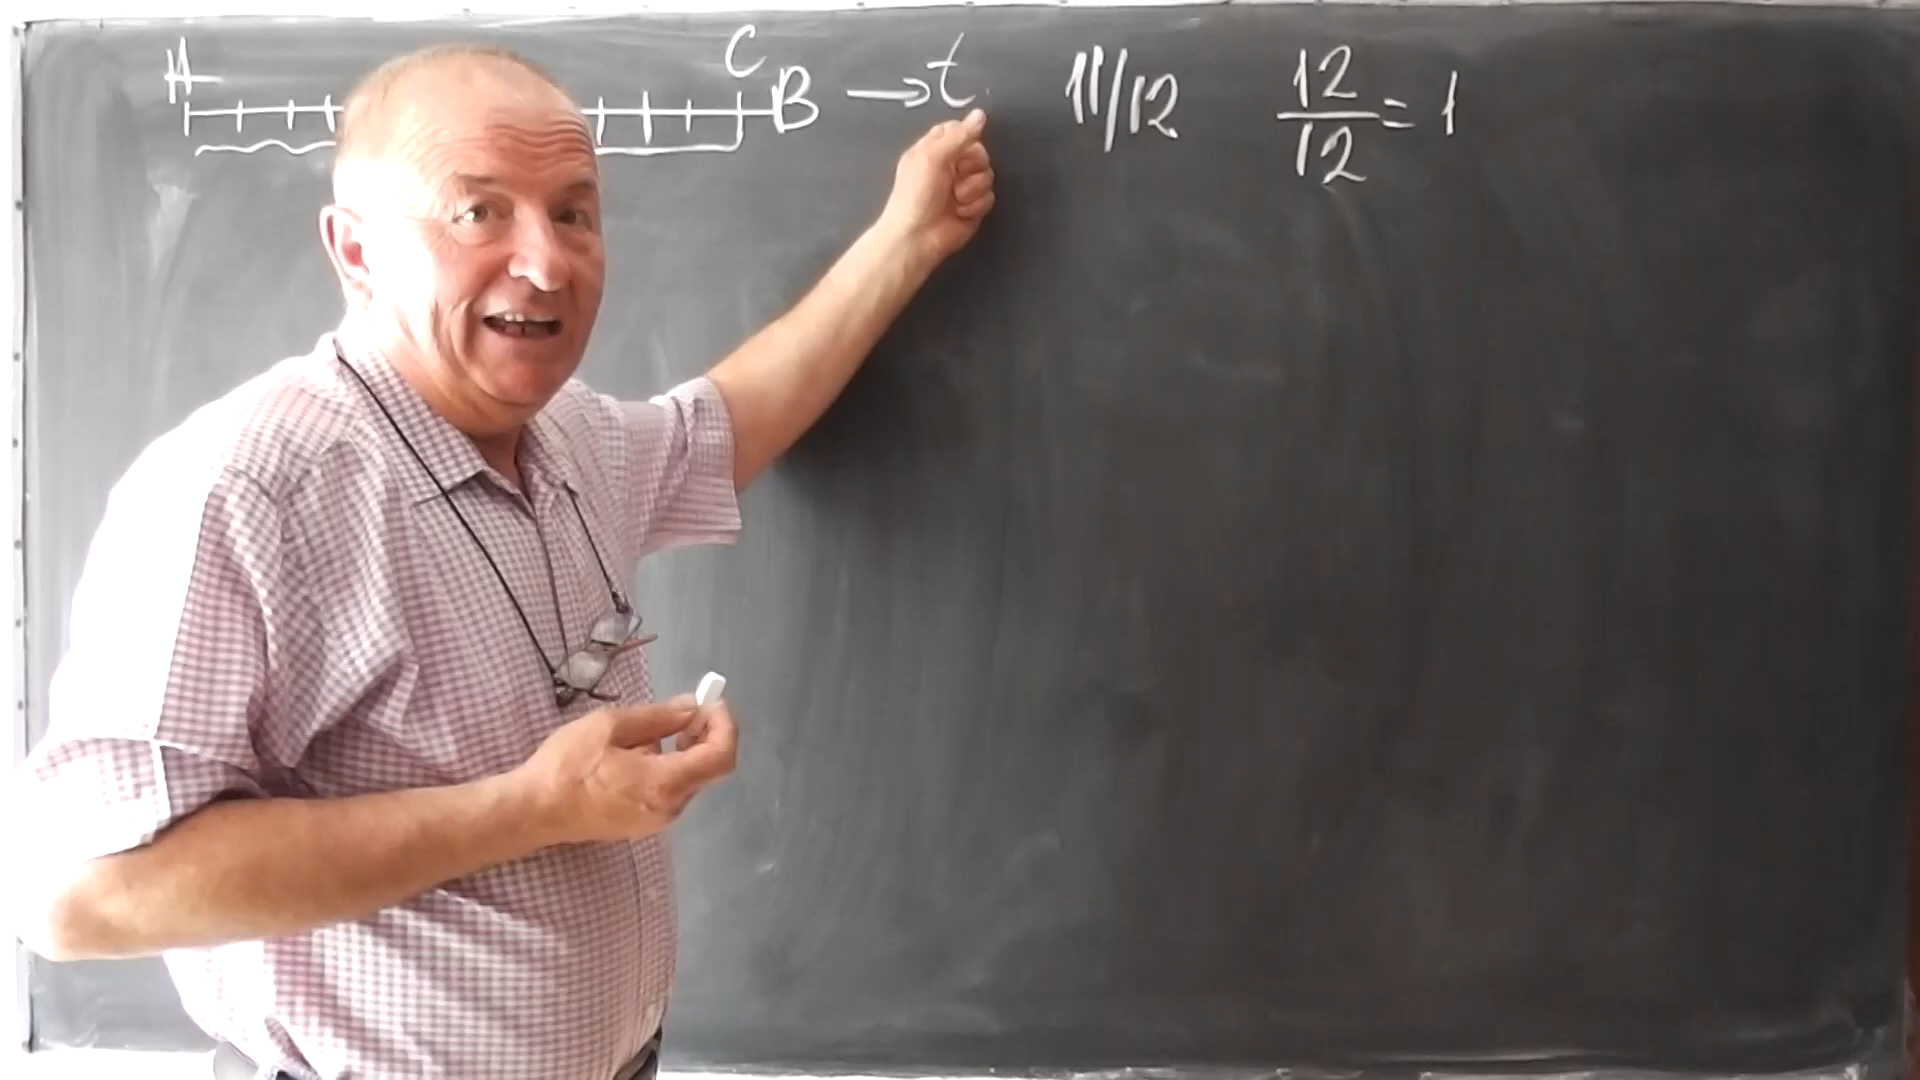 A C B → t 11/12 12/12 = 1